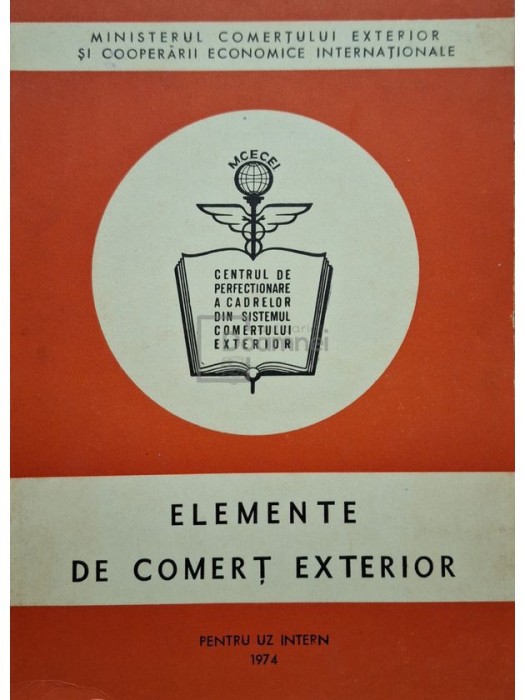 MINISTERUL COMERȚULUI EXTERIOR
ȘI COOPERĂRII ECONOMICE INTERNAȚIONALE
MCECEI
CENTRUL DE
PERFECTIONARE
A CADRELOR
DIN SISTEMUL
COMERTULUI
EXTERIOR
ELEMENTE
DE COMERȚ EXTERIOR
PENTRU UZ INTERN
1974